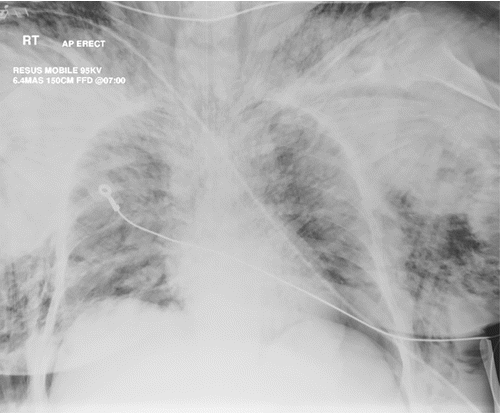 RT
AP ERECT
RESUS MOBILE 95KV
6.4MAS 150CM FFD @07:00